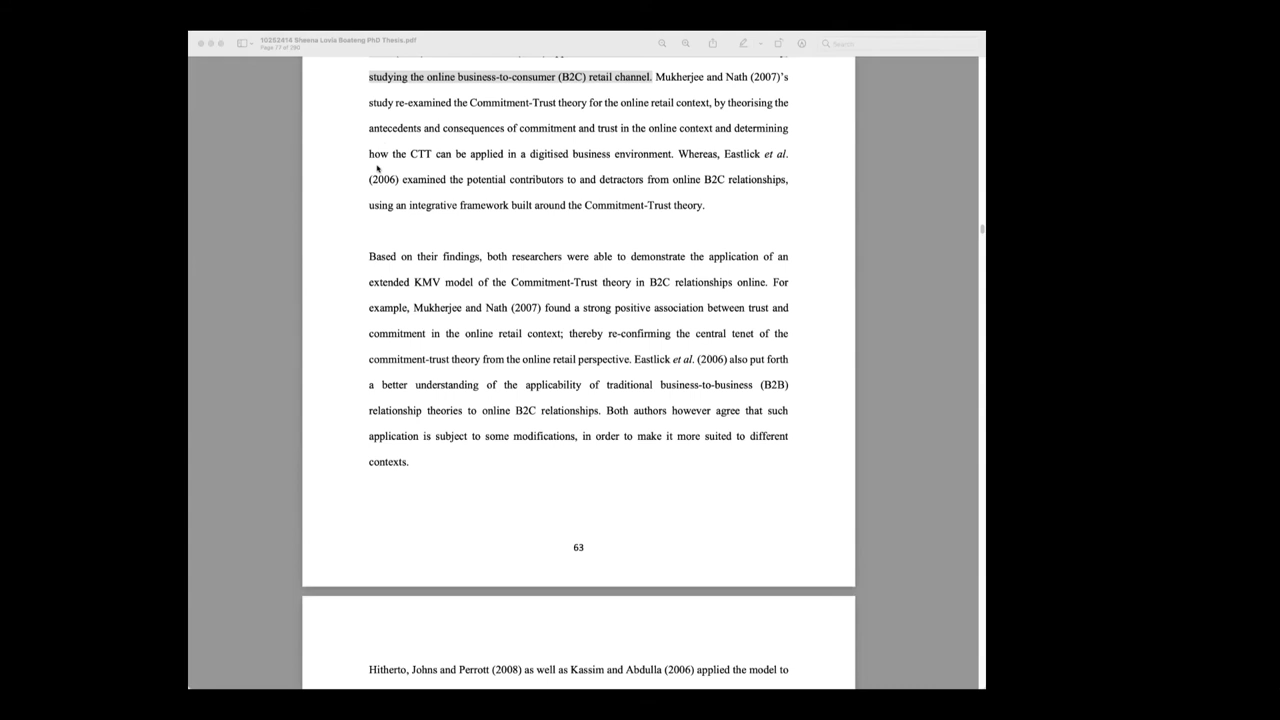 10252414 Sheena Lovia Boateng PhD Thesis.pdf
Search
studying the online business-to-consumer (B2C) retail channel. Mukherjee and Nath (2007)'s
study re-examined the Commitment-Trust theory for the online retail context, by theorising the
antecedents and consequences of commitment and trust in the online context and determining
how the CTT can be applied in a digitised business environment. Whereas, Eastlick et al.
(2006) examined the potential contributors to and detractors from online B2C relationships,
using an integrative framework built around the Commitment-Trust theory.
Based on their findings, both researchers were able to demonstrate the application of an
extended KMV model of the Commitment-Trust theory in B2C relationships online. For
example, Mukherjee and Nath (2007) found a strong positive association between trust and
commitment in the online retail context; thereby re-confirming the central tenet of the
commitment-trust theory from the online retail perspective. Eastlick et al. (2006) also put forth
a better understanding of the applicability of traditional business-to-business (B2B)
relationship theories to online B2C relationships. Both authors however agree that such
application is subject to some modifications, in order to make it more suited to different
contexts.
63
Hitherto, Johns and Perrott (2008) as well as Kassim and Abdulla (2006) applied the model to